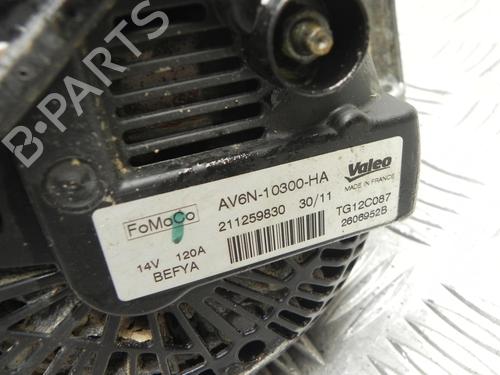 B-PARTS
FoMoCo
AV6N-10300-HA
Valeo
MADE IN FRANCE
211259830 30/11
TG12C087
2606952B
14V 120A
BEFYA